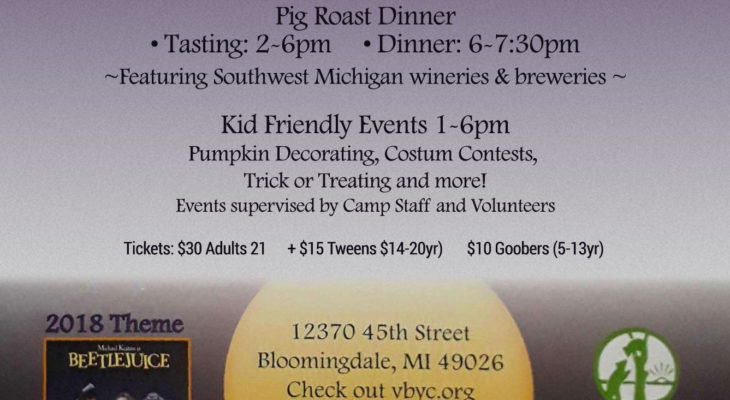 Pig Roast Dinner
• Tasting: 2-6pm • Dinner: 6-7:30pm
~Featuring Southwest Michigan wineries & breweries ~
Kid Friendly Events 1-6pm
Pumpkin Decorating, Costum Contests,
Trick or Treating and more!
Events supervised by Camp Staff and Volunteers
Tickets: $30 Adults 21 + $15 Tweens $14-20yr) $10 Goobers (5-13yr)
2018 Theme
Michael Keaton is
BEETLEJUICE
12370 45th Street
Bloomingdale, MI 49026
Check out vbyc.org